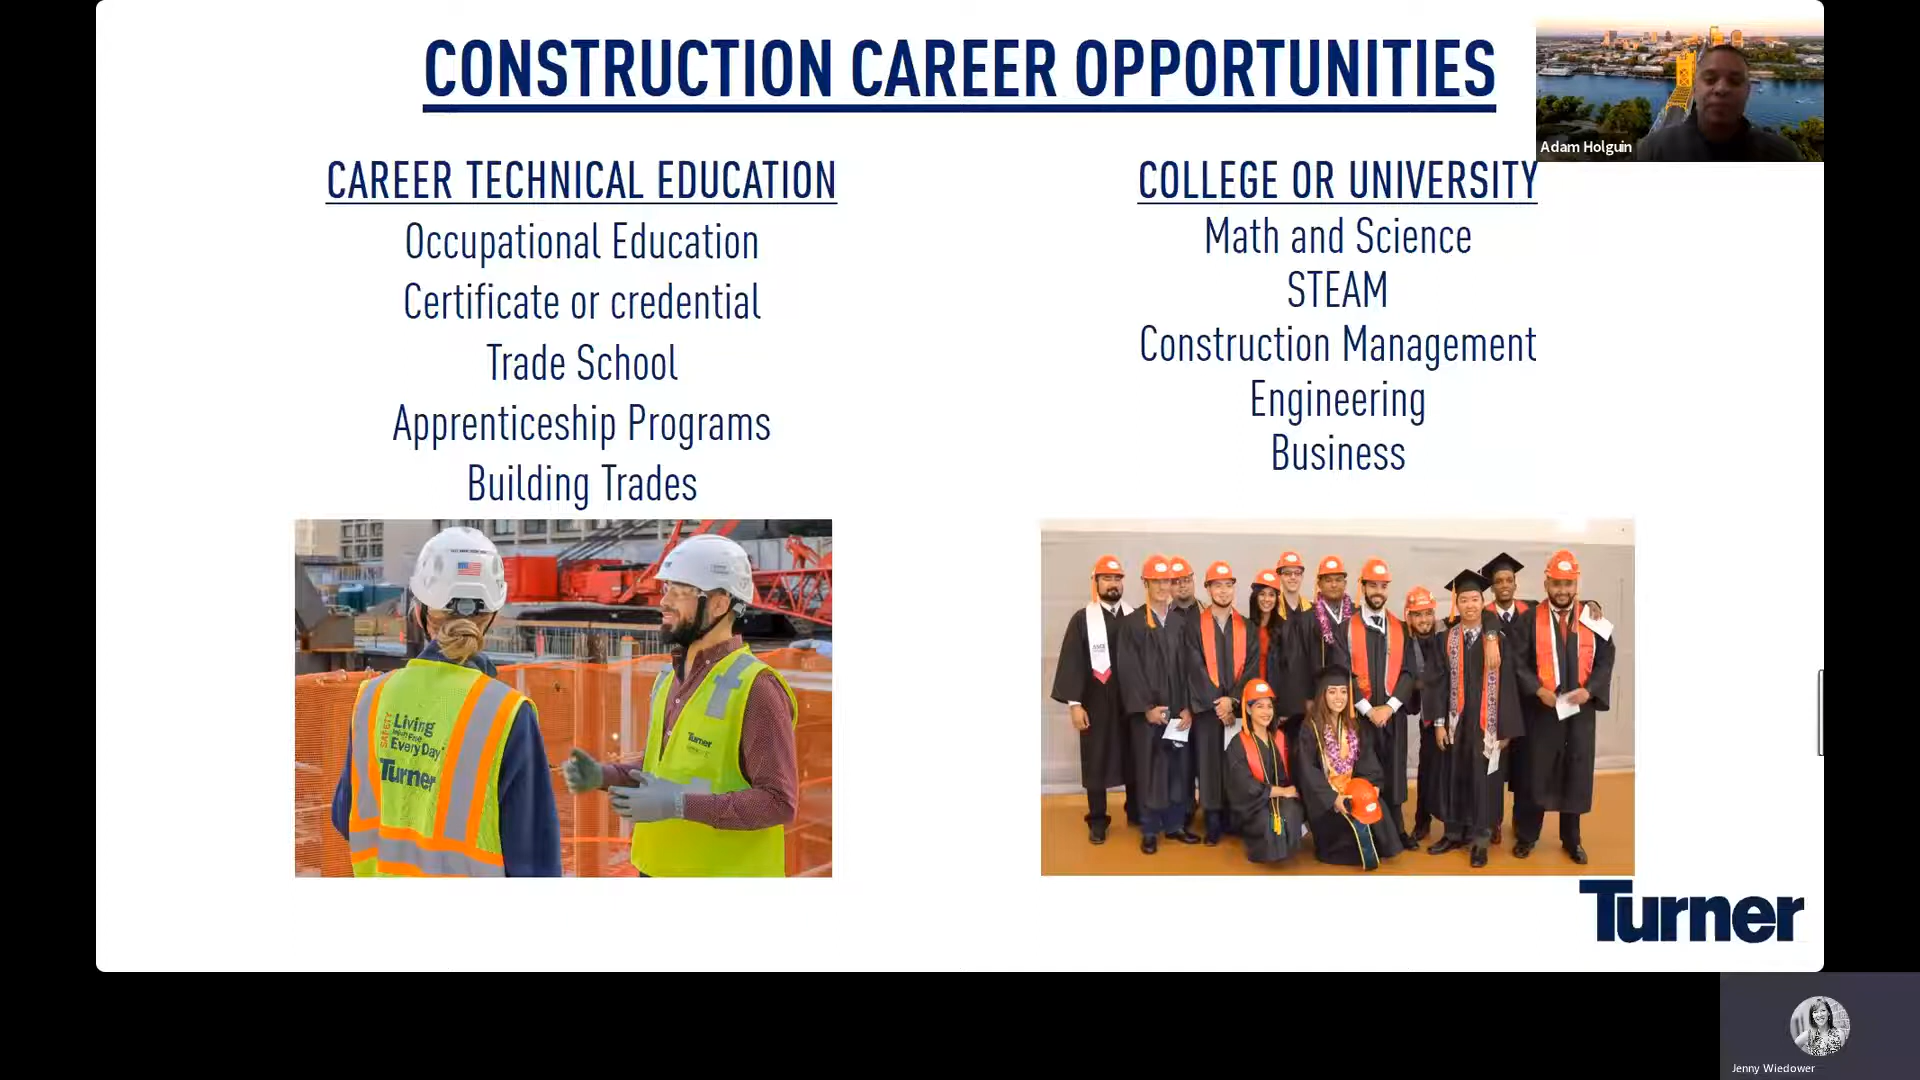 CONSTRUCTION CAREER OPPORTUNITIES
Adam Holguin
CAREER TECHNICAL EDUCATION
Occupational Education
Certificate or credential
Trade School
Apprenticeship Programs
Building Trades
COLLEGE OR UNIVERSITY
Math and Science
STEAM
Construction Management
Engineering
Business
SAFETY
Living
Every Day
Turner
Turner
Turner
Jenny Wiedower